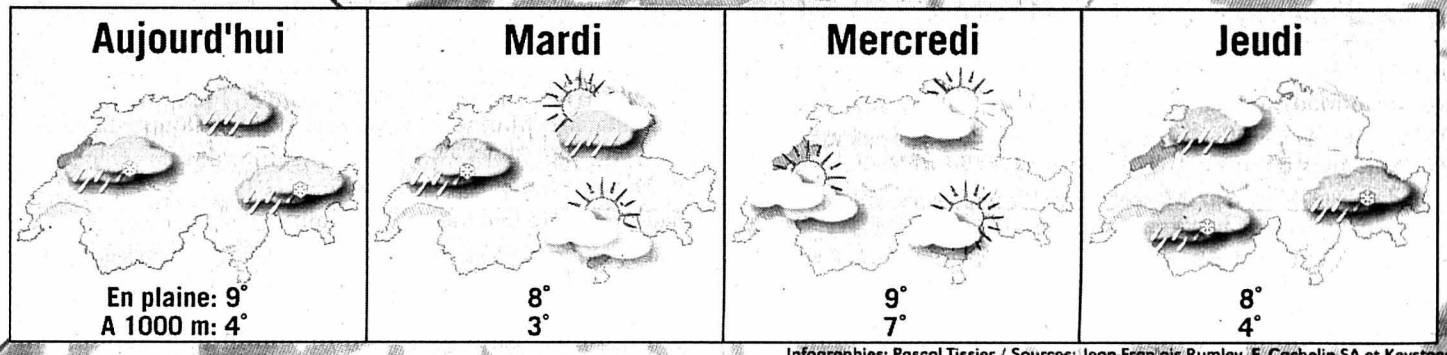 Aujourd'hui
En plaine: 9°
A 1000 m: 4°
Mardi
8°
3°
Mercredi
9°
7°
Jeudi
8°
4°
Infographies: Pascal Tissier / Sources: Jean-François Rumley, E. Gachelin SA et